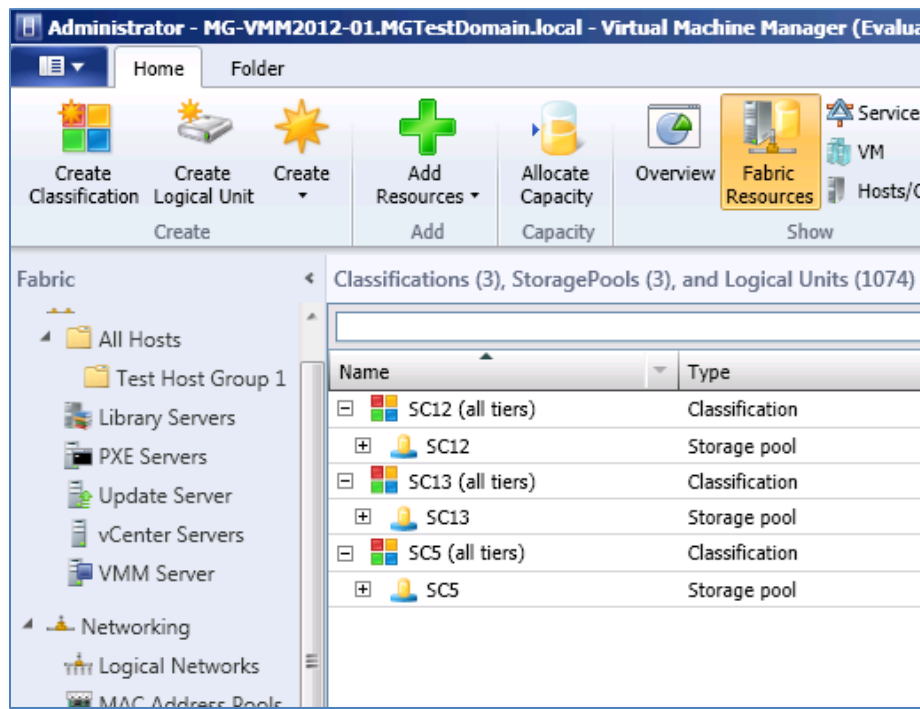 Administrator - MG-VMM2012-01.MGTestDomain.local - Virtual Machine Manager (Evalua
Home Folder
Create Classification
Create Logical Unit
Create
Add Resources
Allocate Capacity
Overview
Fabric Resources
Service
VM
Hosts/C
Create Add Capacity Show
Fabric
Classifications (3), StoragePools (3), and Logical Units (1074)
All Hosts
Test Host Group 1
Library Servers
PXE Servers
Update Server
vCenter Servers
VMM Server
Networking
Logical Networks
MAC Address Pools
Name Type
SC12 (all tiers) Classification
SC12 Storage pool
SC13 (all tiers) Classification
SC13 Storage pool
SC5 (all tiers) Classification
SC5 Storage pool